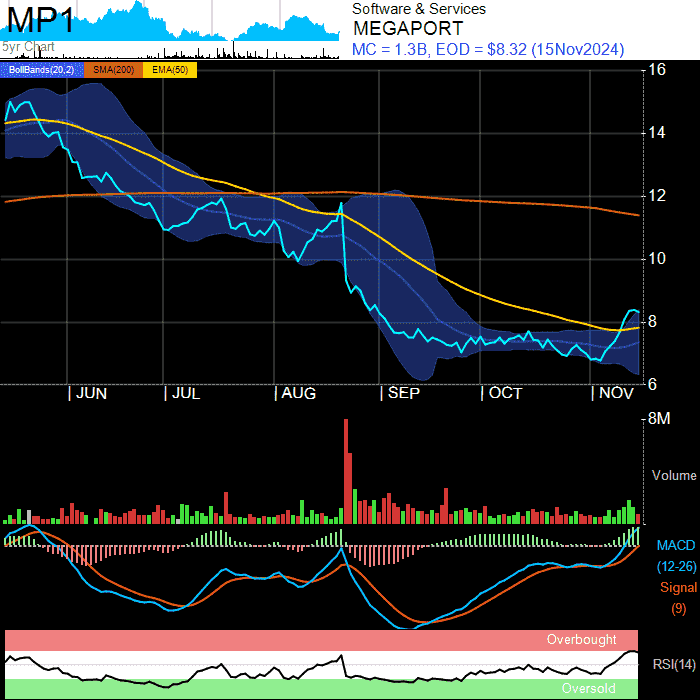 MP1
5yr Chart
Software & Services
MEGAPORT
MC = 1.3B, EOD = $8.32 (15Nov2024)
BollBands(20,2) SMA(200) EMA(50)
16
14
12
10
8
6
JUN JUL AUG SEP OCT NOV
8M
Volume
MACD
(12-26)
Signal
(9)
Overbought
RSI(14)
Oversold